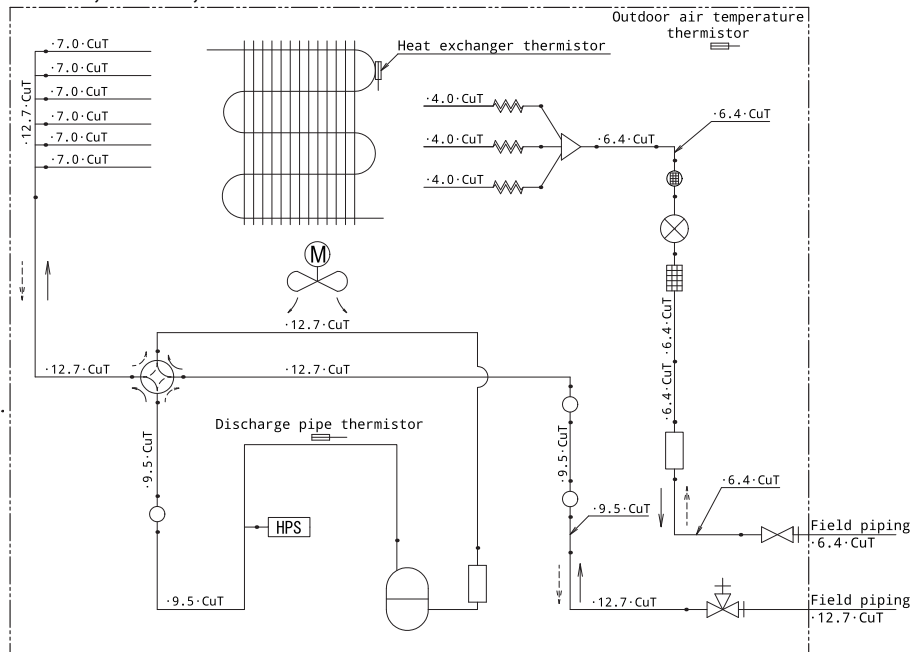 Outdoor air temperature
thermistor
Heat exchanger thermistor
·7.0·CuT
·7.0·CuT
·7.0·CuT
·7.0·CuT
·7.0·CuT
·7.0·CuT
·12.7·CuT
·4.0·CuT
·4.0·CuT
·4.0·CuT
·6.4·CuT
·6.4·CuT
M
·12.7·CuT
·12.7·CuT
·12.7·CuT
·6.4·CuT
·6.4·CuT
Discharge pipe thermistor
·9.5·CuT
·9.5·CuT
·6.4·CuT
·9.5·CuT
HPS
Field piping
·6.4·CuT
·9.5·CuT
·12.7·CuT
Field piping
·12.7·CuT